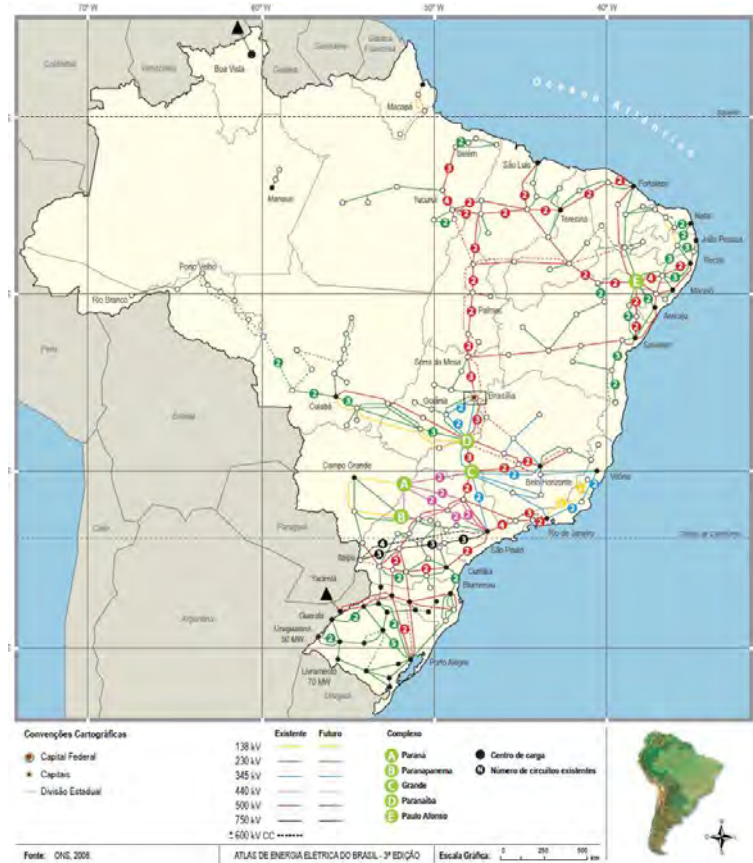 70° W
60° W
50° W
40° W
Colômbia
Venezuela
Guiana
Suriname
Guiana Francesa
Boa Vista
Oceano Atlântico
Macapá
Equador
Belém
São Luís
Fortaleza
Manaus
Tucuruí
Teresina
Natal
João Pessoa
Recife
Porto Velho
Maceió
Rio Branco
Palmas
Aracaju
Peru
Salvador
Serra da Mesa
Bolívia
Cuiabá
Goiânia
Brasília
D
Campo Grande
C
A
Belo Horizonte
Vitória
B
Paraguai
Rio de Janeiro
Itaipu
São Paulo
Chile
Curitiba
Yacyretá
Blumenau
Argentina
Garabi
Uruguaiana
50 MW
Livramento
70 MW
Porto Alegre
Uruguai
E
Convenções Cartográficas
Capital Federal
Capitais
Divisão Estadual
Existente
Futuro
138 kV
230 kV
345 kV
440 kV
500 kV
750 kV
± 600 kV CC
Complexo
A Paraná
B Paranapanema
C Grande
D Paranaíba
E Paulo Afonso
Centro de carga
N Número de circuitos existentes
Fonte: ONS, 2008.
ATLAS DE ENERGIA ELÉTRICA DO BRASIL - 3ª EDIÇÃO
Escala Gráfica:
0
250
500
km